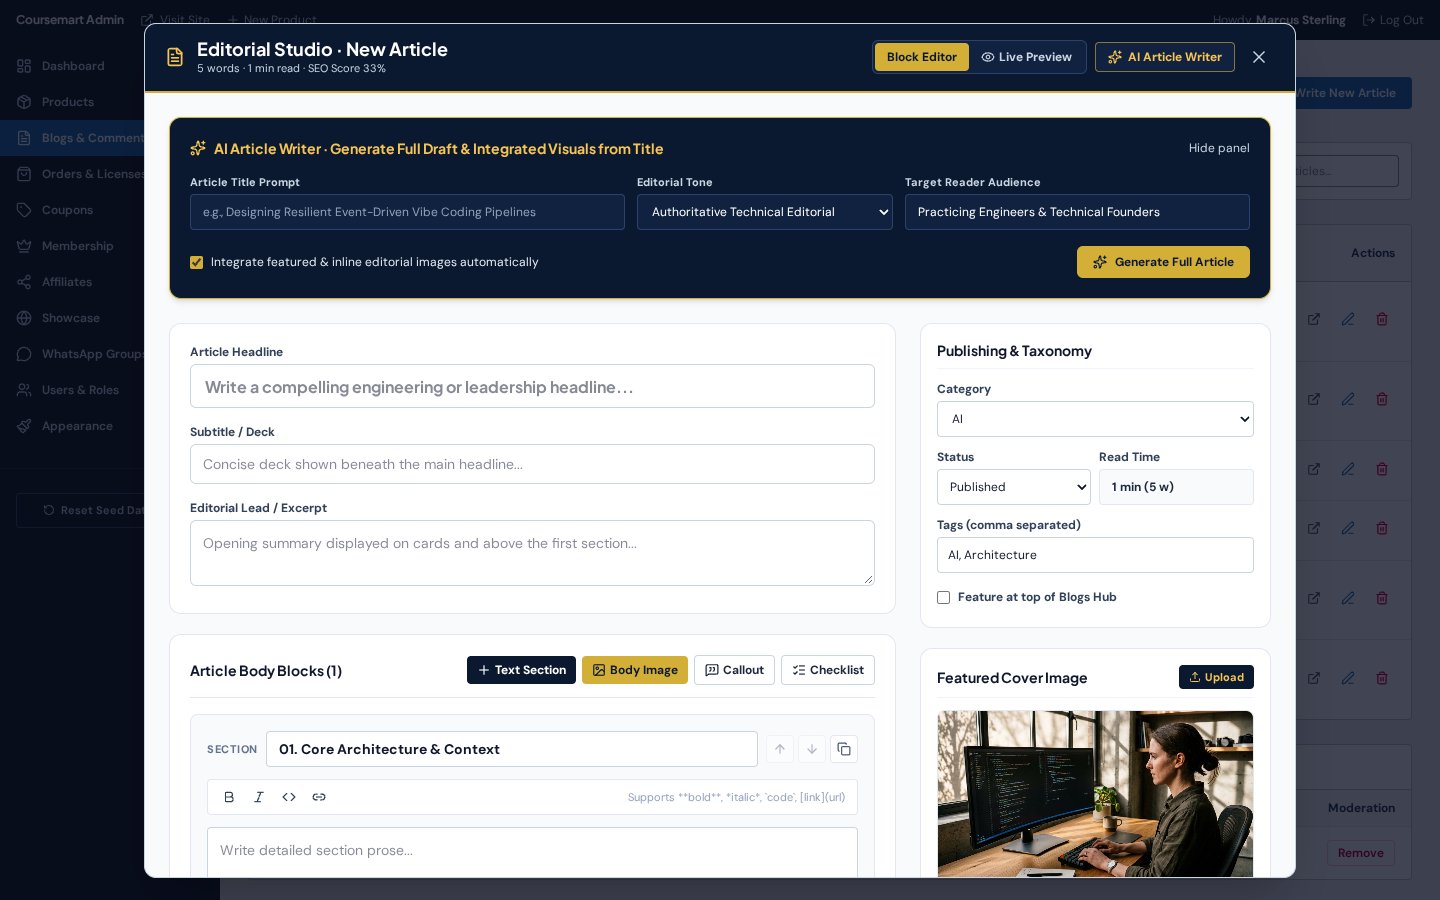 Coursemart Admin
Visit Site
New Product
Howdy, Marcus Sterling
Log Out
Dashboard
Products
Blogs & Comment
Orders & Licenses
Coupons
Membership
Affiliates
Showcase
WhatsApp Groups
Users & Roles
Appearance
Reset Seed Dat
Write New Article
Actions
Moderation
Remove
Editorial Studio · New Article
5 words · 1 min read · SEO Score 33%
Block Editor
Live Preview
AI Article Writer
AI Article Writer · Generate Full Draft & Integrated Visuals from Title
Hide panel
Article Title Prompt
Editorial Tone
Target Reader Audience
e.g., Designing Resilient Event-Driven Vibe Coding Pipelines
Authoritative Technical Editorial
Practicing Engineers & Technical Founders
Integrate featured & inline editorial images automatically
Generate Full Article
Article Headline
Write a compelling engineering or leadership headline...
Subtitle / Deck
Concise deck shown beneath the main headline...
Editorial Lead / Excerpt
Opening summary displayed on cards and above the first section...
Article Body Blocks (1)
Text Section
Body Image
Callout
Checklist
SECTION
01. Core Architecture & Context
Supports **bold**, *italic*, `code`, [link](url)
Write detailed section prose...
Publishing & Taxonomy
Category
AI
Status
Read Time
Published
1 min (5 w)
Tags (comma separated)
AI, Architecture
Feature at top of Blogs Hub
Featured Cover Image
Upload